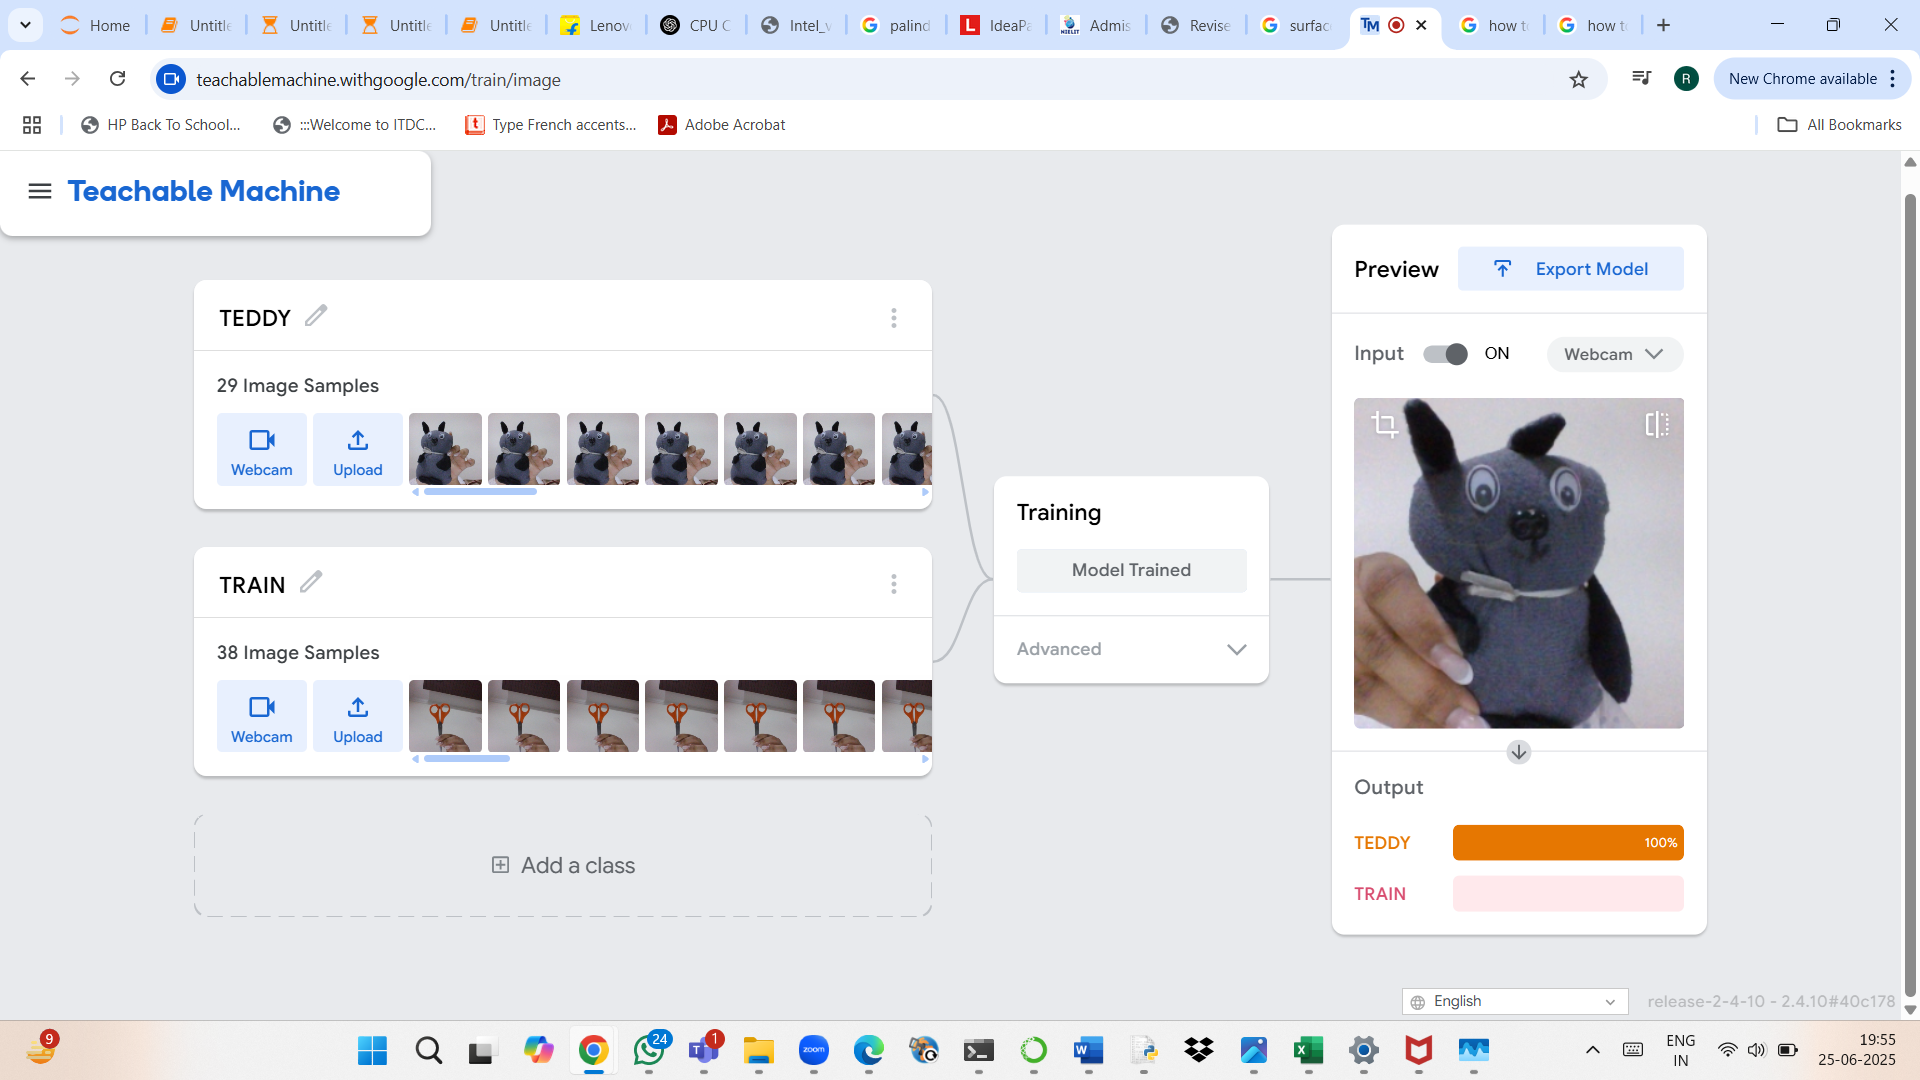 Home
Untitle
Untitle
Untitle
Untitle
Lenov
CPU C
Intel_v
palind
IdeaPa
Admis
Revise
surfac
TM
how to
how to
teachablemachine.withgoogle.com/train/image
R
New Chrome available
HP Back To School...
:::Welcome to ITDC...
Type French accents...
Adobe Acrobat
All Bookmarks
Teachable Machine
TEDDY
29 Image Samples
Webcam
Upload
TRAIN
38 Image Samples
Webcam
Upload
Add a class
Training
Model Trained
Advanced
Preview
Export Model
Input
ON
Webcam
Output
TEDDY
100%
TRAIN
English
release-2-4-10 - 2.4.10#40c178
9
24
1
zoom
ENG
IN
19:55
25-06-2025